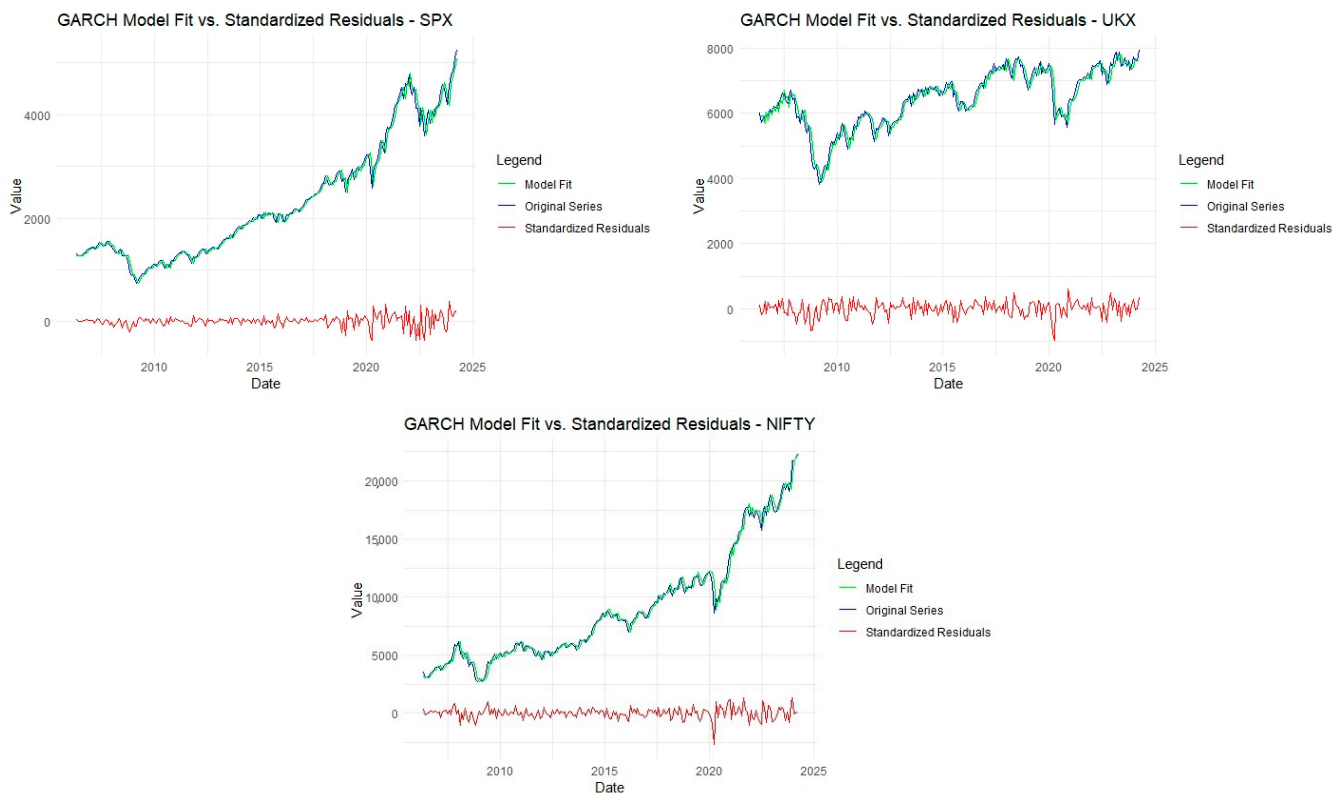 GARCH Model Fit vs. Standardized Residuals - SPX
4000
2000
0
Value
2010
2015
2020
2025
Date
Legend
Model Fit
Original Series
Standardized Residuals
GARCH Model Fit vs. Standardized Residuals - UKX
8000
6000
4000
2000
0
Value
2010
2015
2020
2025
Date
Legend
Model Fit
Original Series
Standardized Residuals
GARCH Model Fit vs. Standardized Residuals - NIFTY
20,000
15,000
10,000
5000
0
Value
2010
2015
2020
2025
Date
Legend
Model Fit
Original Series
Standardized Residuals